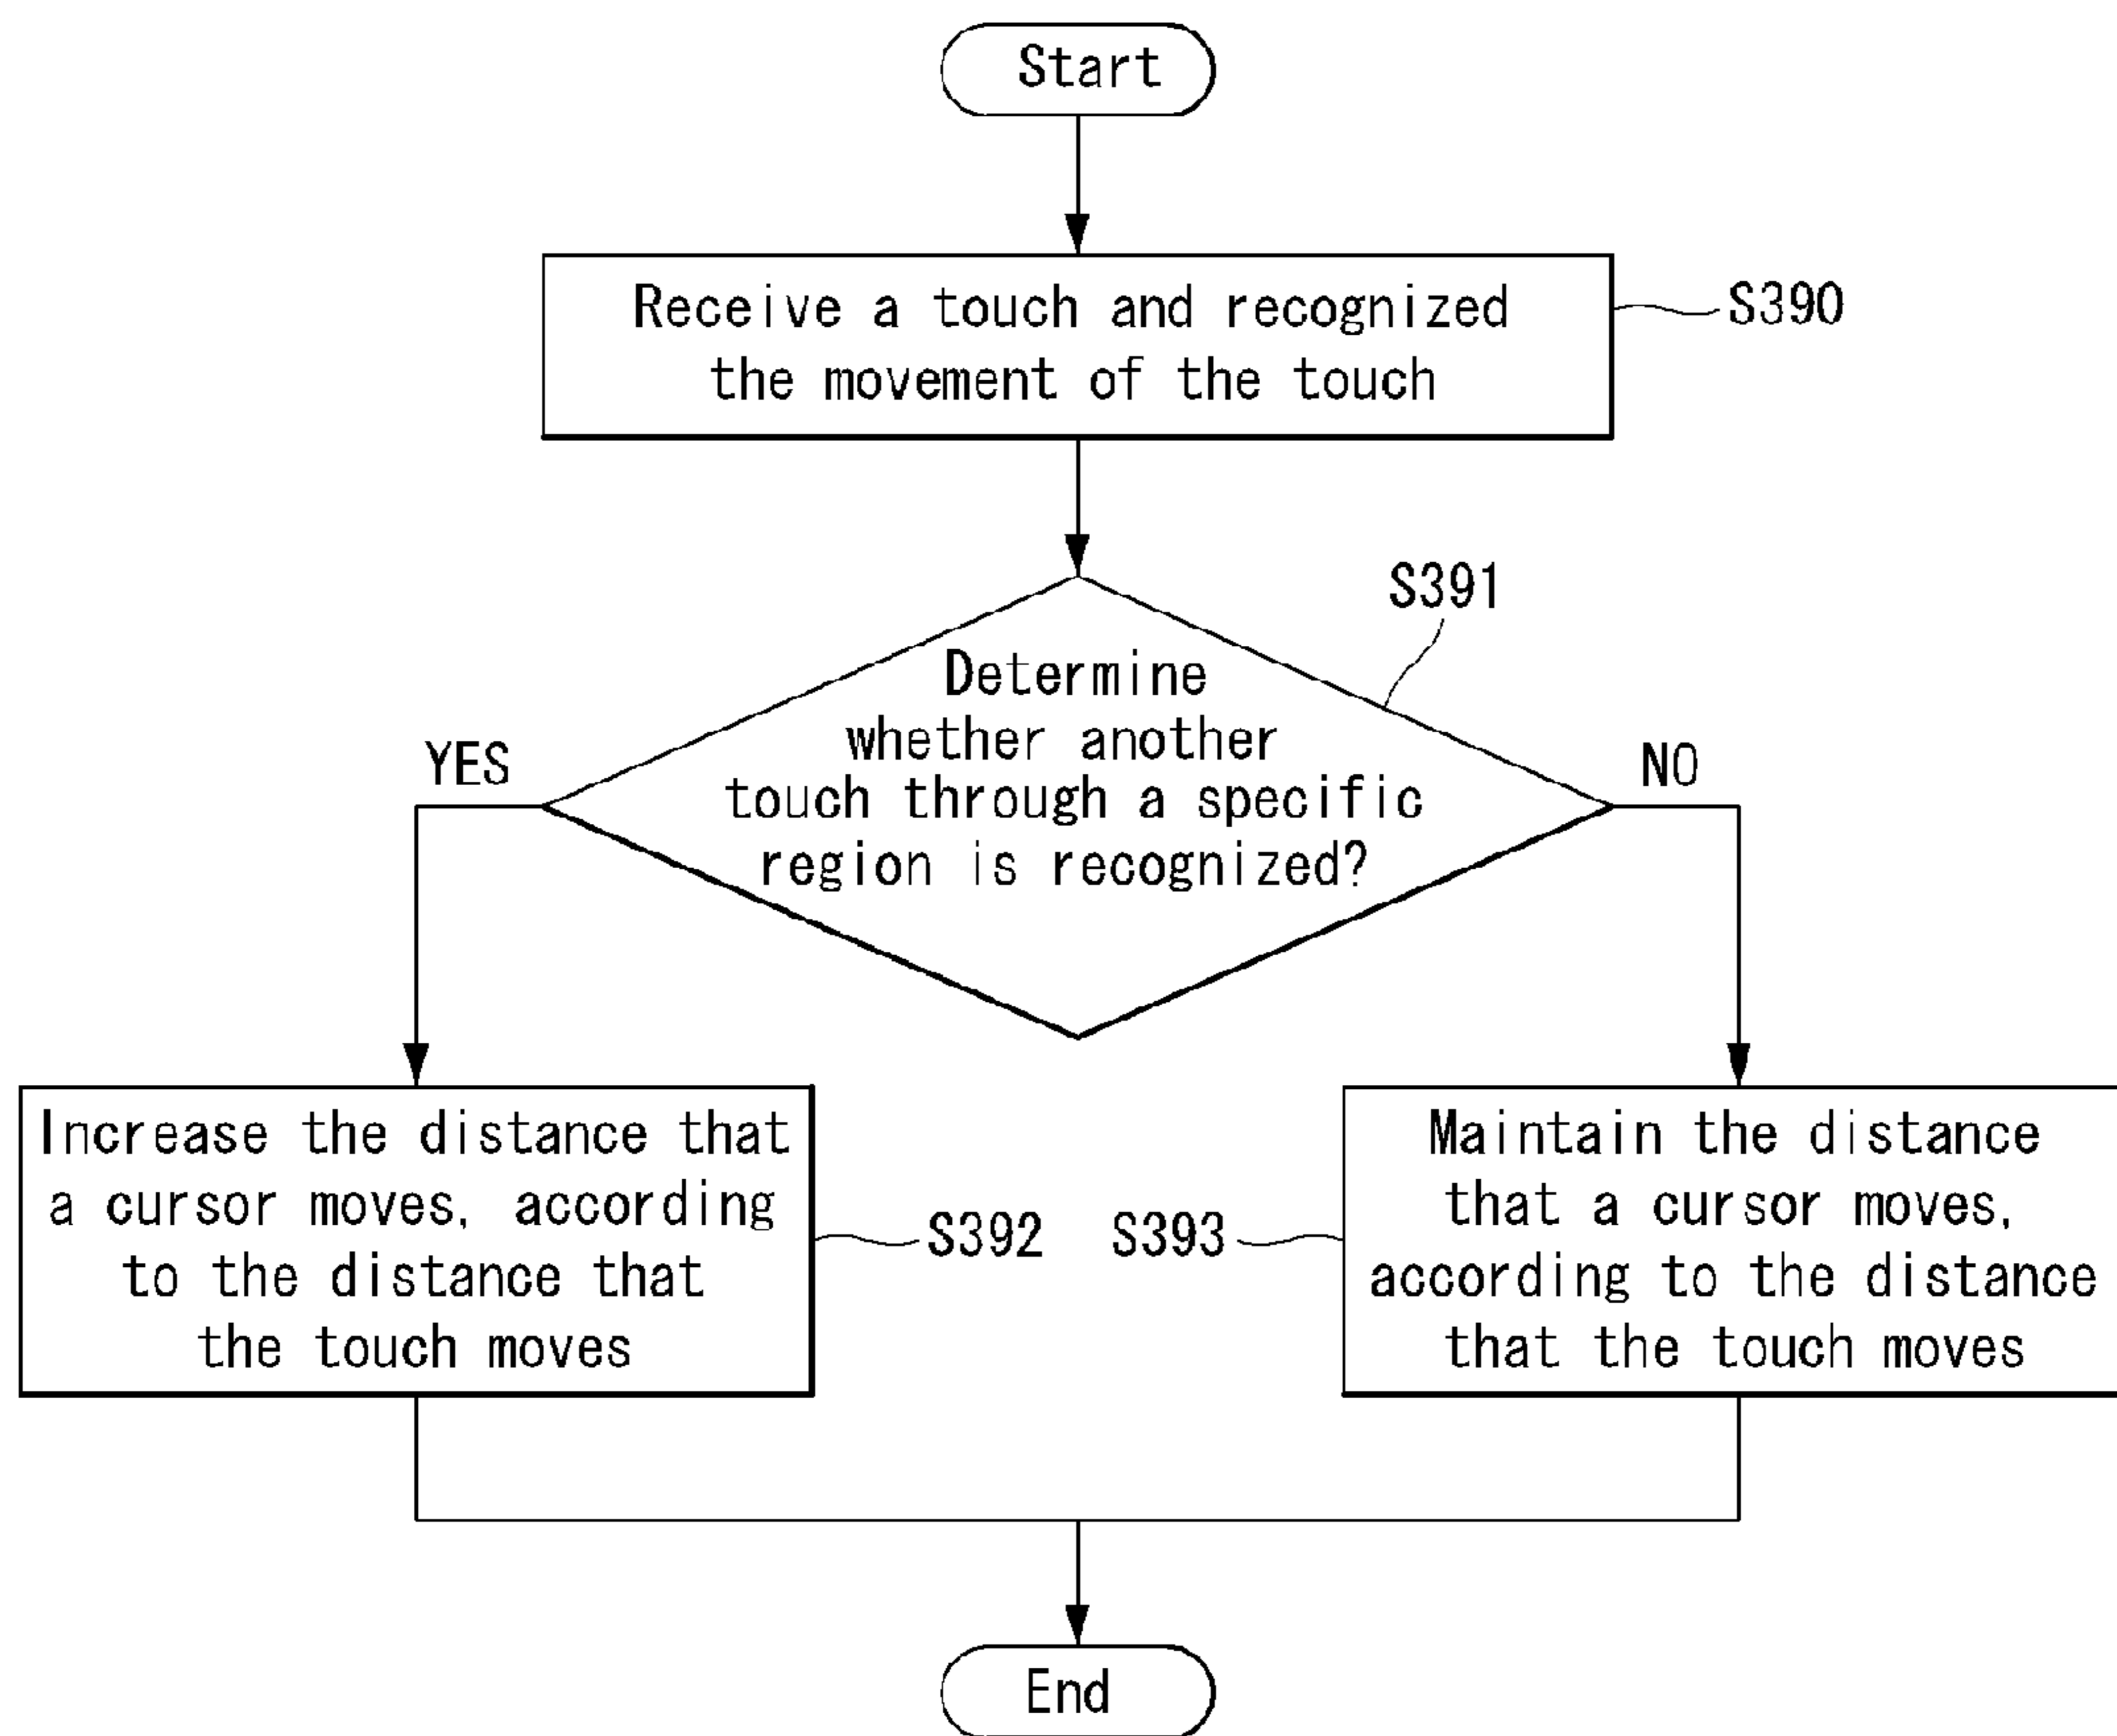 Start
Receive a touch and recognized
the movement of the touch
S390
S391
Determine
whether another
touch through a specific
region is recognized?
YES
NO
Increase the distance that
a cursor moves, according
to the distance that
the touch moves
S392
S393
Maintain the distance
that a cursor moves,
according to the distance
that the touch moves
End